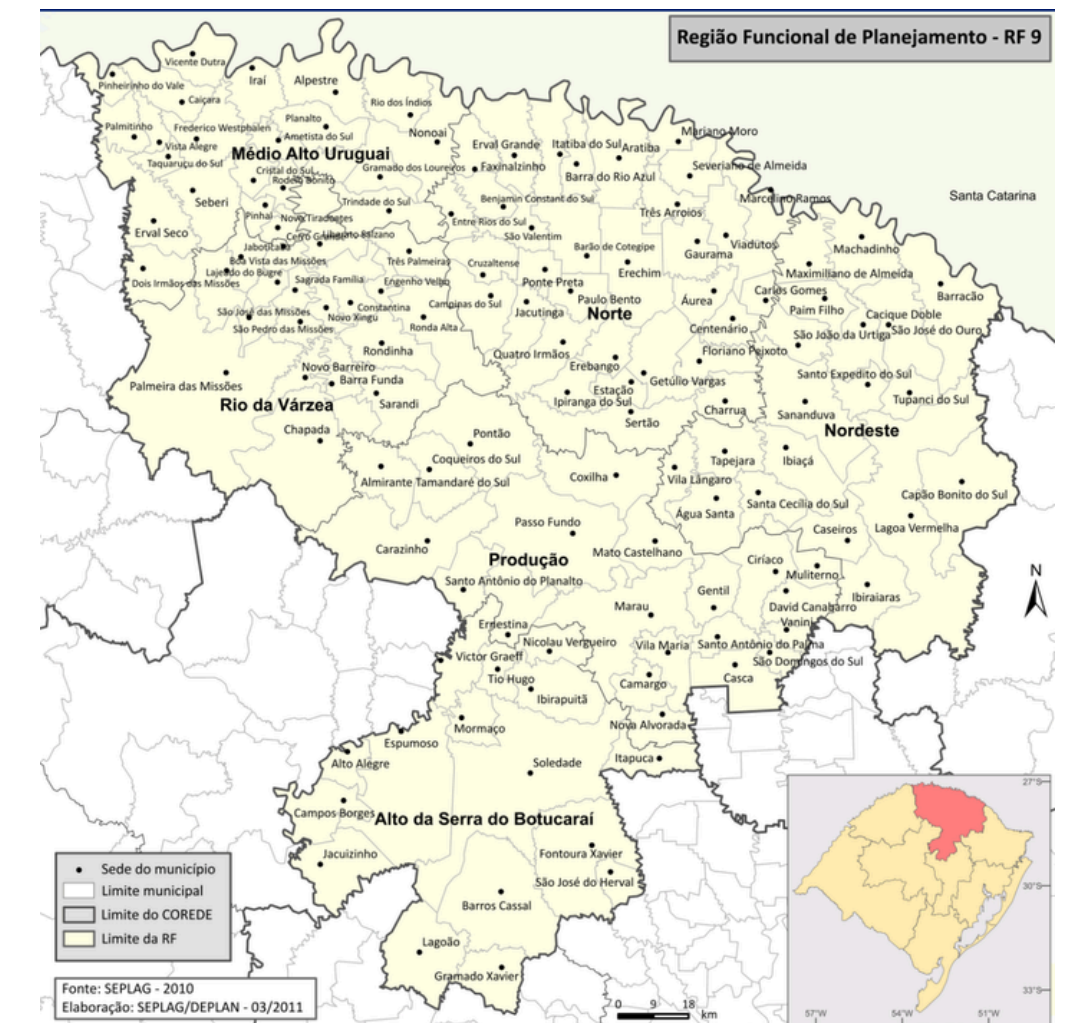 Região Funcional de Planejamento - RF 9
Vicente Dutra
Iraí
Alpestre
Pinheirinho do Vale
Caiçara
Rio dos Índios
Planalto
Palmitinho
Frederico Westphalen
Ametista do Sul
Nonoai
Mariano Moro
Vista Alegre
Erval Grande
Itatiba do Sul
Aratiba
Médio Alto Uruguai
Taquaruçu do Sul
Gramado dos Loureiros
Faxinalzinho
Severiano de Almeida
Cristal do Sul
Rodeio Bonito
Barra do Rio Azul
Santa Catarina
Seberi
Trindade do Sul
Benjamin Constant do Sul
Marcelino Ramos
Pinhal
Novo Tiradentes
Entre Rios do Sul
Três Arroios
Erval Seco
Cerro Grande
Liberato Salzano
São Valentim
Jaboticaba
Barão de Cotegipe
Viadutos
Machadinho
Boa Vista das Missões
Três Palmeiras
Cruzaltense
Gaurama
Lajeado do Bugre
Erechim
Maximiliano de Almeida
Dois Irmãos das Missões
Sagrada Família
Engenho Velho
Ponte Preta
Carlos Gomes
Barracão
Campinas do Sul
Paulo Bento
Áurea
Paim Filho
São José das Missões
Constantina
Jacutinga
Norte
Cacique Doble
Novo Xingu
São Pedro das Missões
Ronda Alta
Centenário
São João da Urtiga
São José do Ouro
Rondinha
Quatro Irmãos
Floriano Peixoto
Novo Barreiro
Erebango
Santo Expedito do Sul
Palmeira das Missões
Barra Funda
Getúlio Vargas
Estação
Rio da Várzea
Sarandi
Ipiranga do Sul
Charrua
Sananduva
Tupanci do Sul
Chapada
Sertão
Nordeste
Pontão
Coqueiros do Sul
Tapejara
Ibiaçá
Almirante Tamandaré do Sul
Coxilha
Vila Lângaro
Capão Bonito do Sul
Água Santa
Santa Cecília do Sul
Passo Fundo
Caseiros
Lagoa Vermelha
Carazinho
Mato Castelhano
Produção
Ciríaco
Muliterno
Santo Antônio do Planalto
Gentil
Ibiraiaras
Marau
David Canabarro
Ernestina
Vanini
Nicolau Vergueiro
Vila Maria
Santo Antônio do Palma
Victor Graeff
São Domingos do Sul
Tio Hugo
Camargo
Casca
Ibirapuitã
Mormaço
Nova Alvorada
Espumoso
Alto Alegre
Soledade
Itapuca
Campos Borges
Alto da Serra do Botucaraí
Jacuizinho
Fontoura Xavier
São José do Herval
Barros Cassal
Lagoão
Gramado Xavier
N
Sede do município
Limite municipal
Limite do COREDE
Limite da RF
Fonte: SEPLAG - 2010
Elaboração: SEPLAG/DEPLAN - 03/2011
0 9 18
km
27°S
30°S
33°S
57°W 54°W 51°W